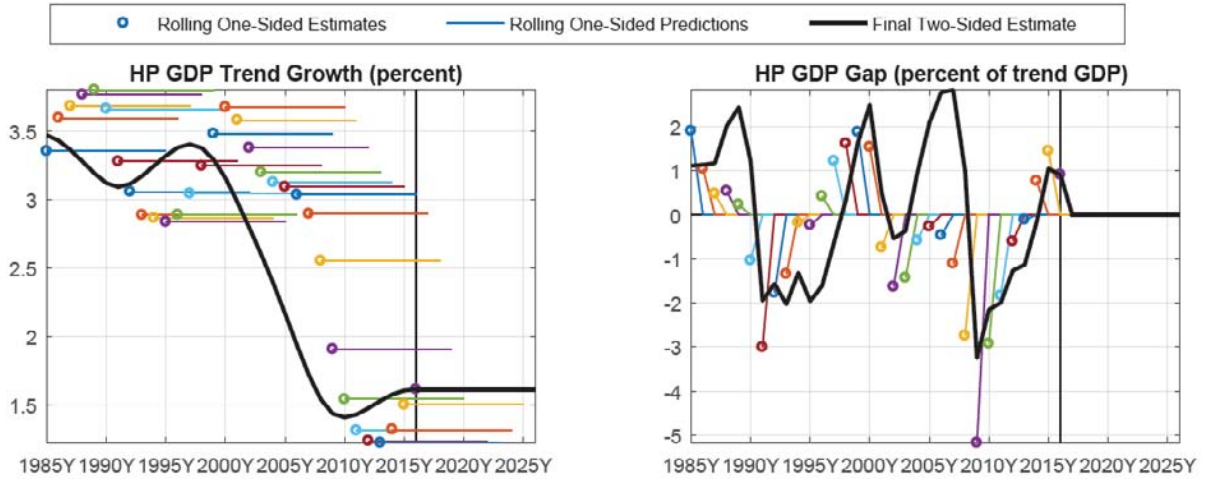 Rolling One-Sided Estimates Rolling One-Sided Predictions Final Two-Sided Estimate
HP GDP Trend Growth (percent)
3.5
3
2.5
2
1.5
1985Y 1990Y 1995Y 2000Y 2005Y 2010Y 2015Y 2020Y 2025Y
HP GDP Gap (percent of trend GDP)
2
1
0
-1
-2
-3
-4
-5
1985Y 1990Y 1995Y 2000Y 2005Y 2010Y 2015Y 2020Y 2025Y